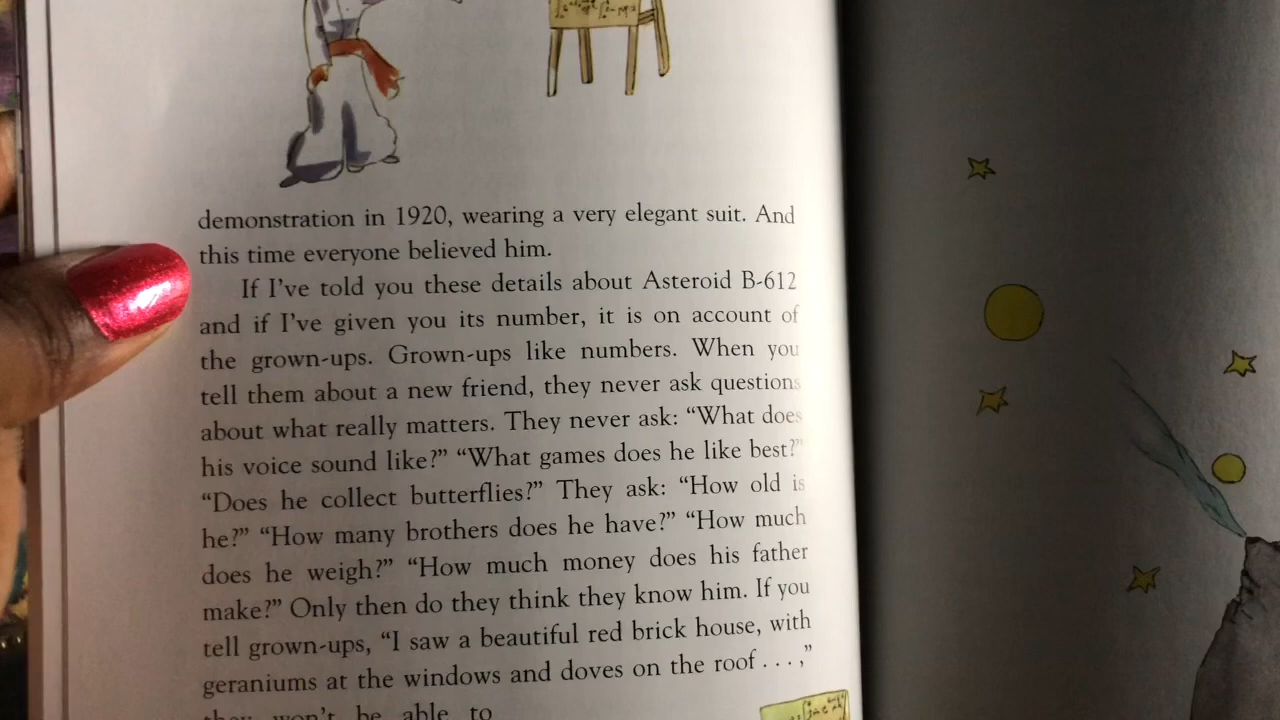 demonstration in 1920, wearing a very elegant suit. And
this time everyone believed him.
If I've told you these details about Asteroid B-612
and if I've given you its number, it is on account of
the grown-ups. Grown-ups like numbers. When you
tell them about a new friend, they never ask questions
about what really matters. They never ask: “What does
his voice sound like?” “What games does he like best?”
“Does he collect butterflies?” They ask: “How old is
he?” “How many brothers does he have?” “How much
does he weigh?” “How much money does his father
make?” Only then do they think they know him. If you
tell grown-ups, “I saw a beautiful red brick house, with
geraniums at the windows and doves on the roof . . . ,”
they won't be able to